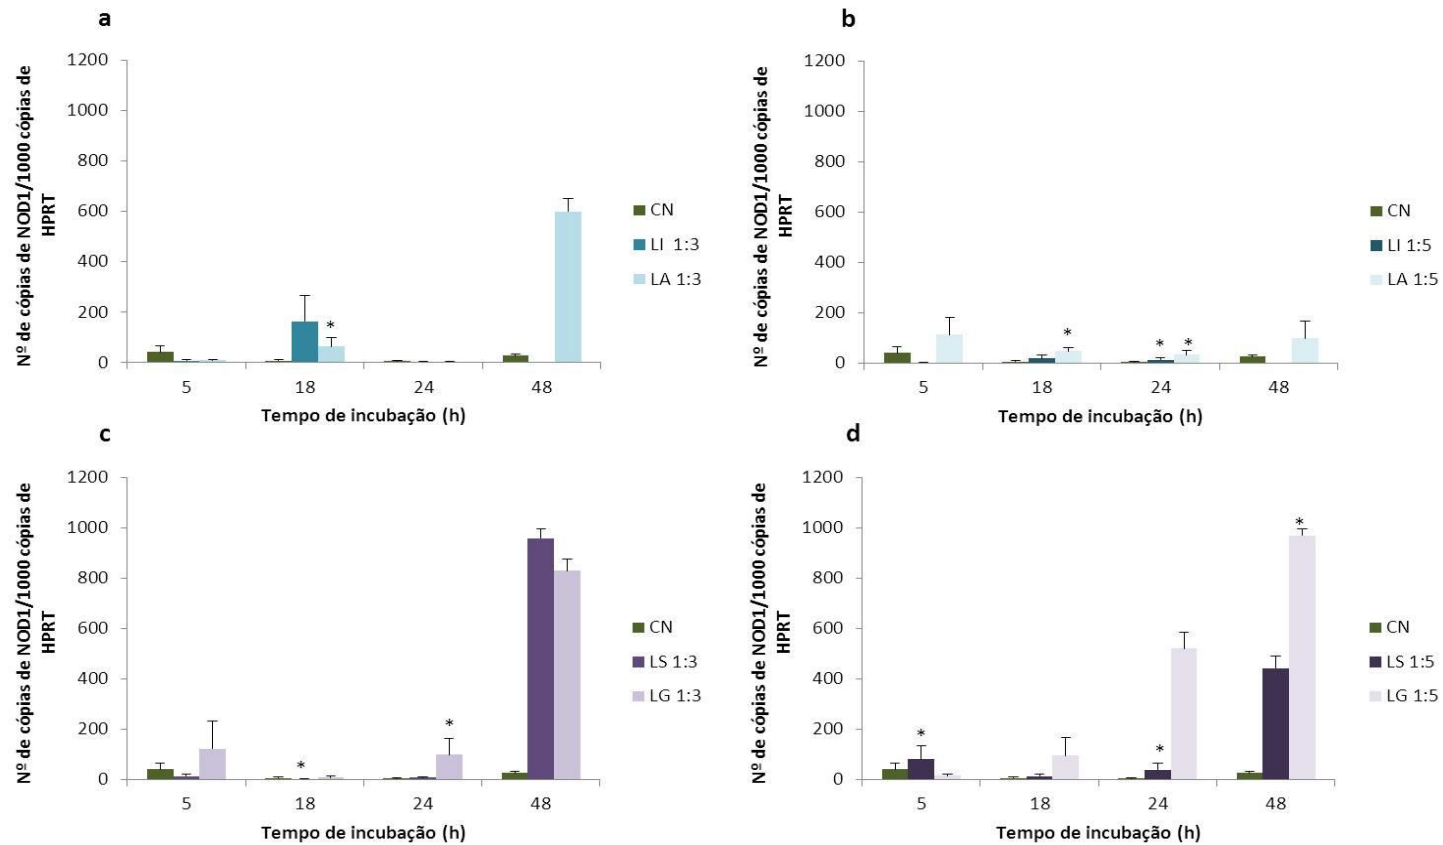 a
Nº de cópias de NOD1/1000 cópias de
HPRT
1200
1000
800
600
400
200
0
*
5 18 24 48
Tempo de incubação (h)
CN
LI 1:3
LA 1:3
b
Nº de cópias de NOD1/1000 cópias de
HPRT
1200
1000
800
600
400
200
0
*
* *
5 18 24 48
Tempo de incubação (h)
CN
LI 1:5
LA 1:5
c
Nº de cópias de NOD1/1000 cópias de
HPRT
1200
1000
800
600
400
200
0
* *
5 18 24 48
Tempo de incubação (h)
CN
LS 1:3
LG 1:3
d
Nº de cópias de NOD1/1000 cópias de
HPRT
1200
1000
800
600
400
200
0
* * *
5 18 24 48
Tempo de incubação (h)
CN
LS 1:5
LG 1:5